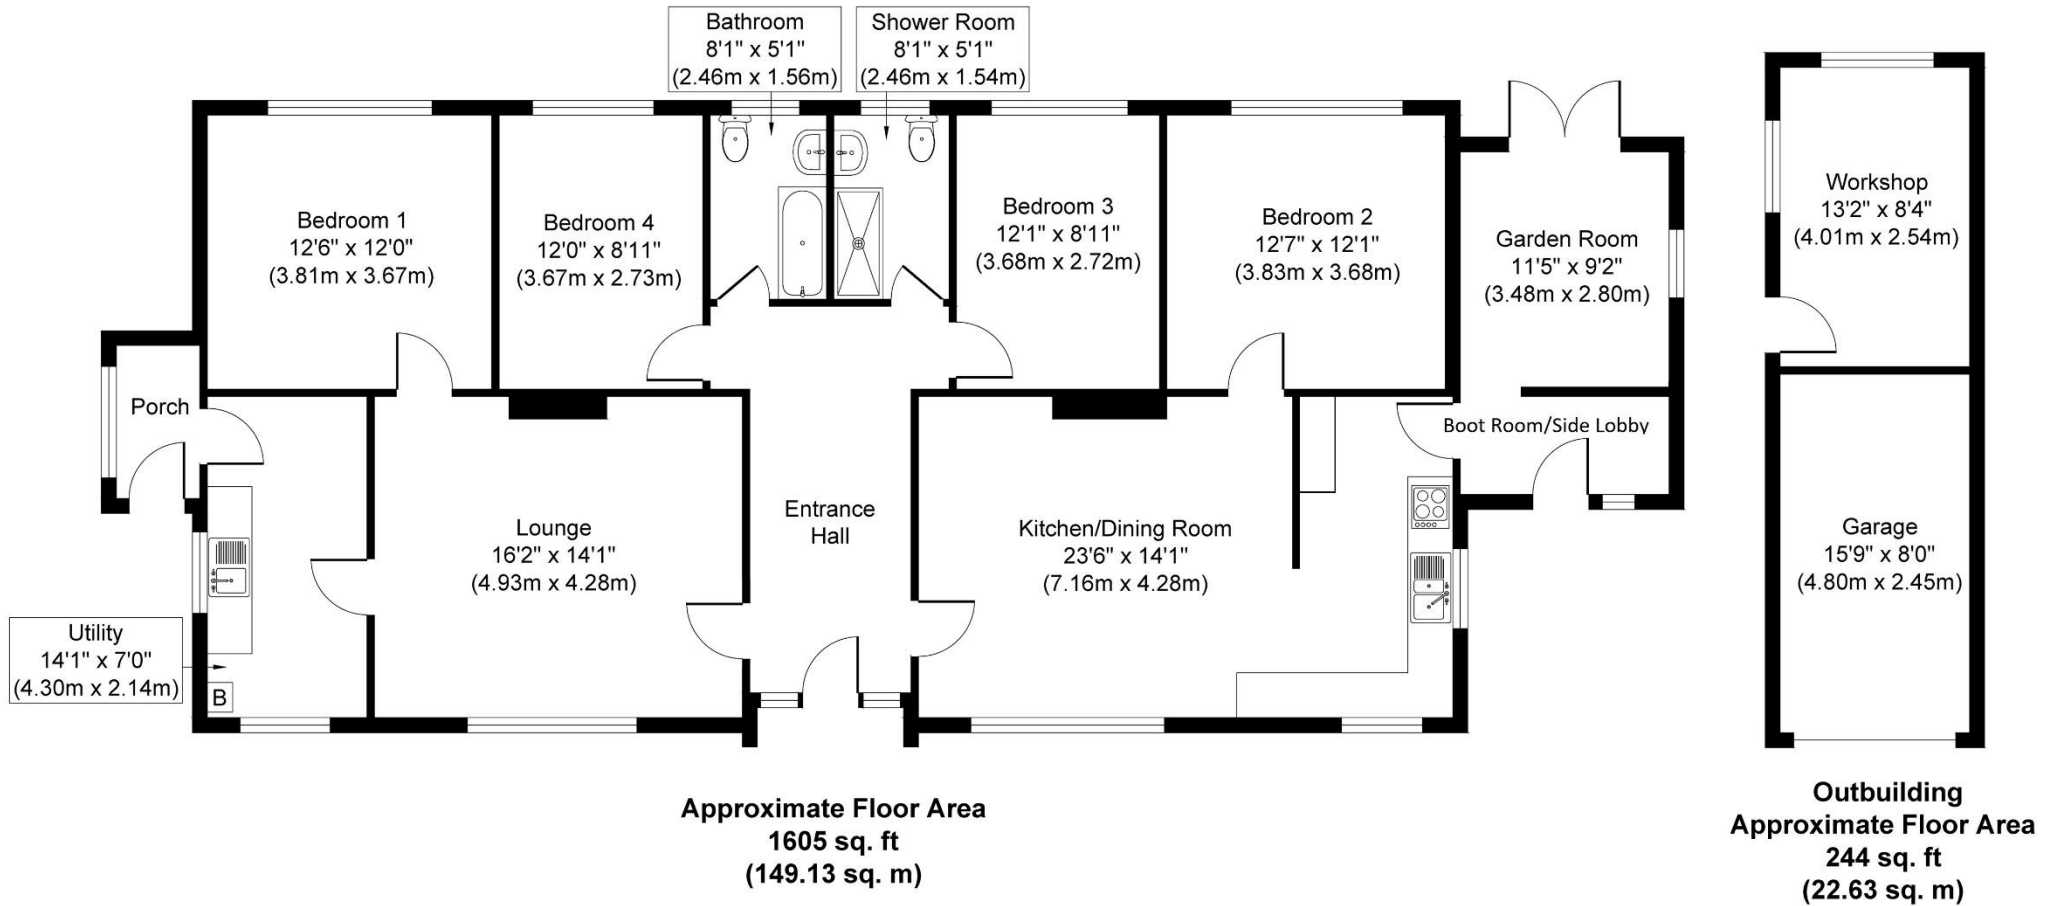 Bathroom
8'1" x 5'1"
(2.46m x 1.56m)
Shower Room
8'1" x 5'1"
(2.46m x 1.54m)
Bedroom 1
12'6" x 12'0"
(3.81m x 3.67m)
Bedroom 4
12'0" x 8'11"
(3.67m x 2.73m)
Bedroom 3
12'1" x 8'11"
(3.68m x 2.72m)
Bedroom 2
12'7" x 12'1"
(3.83m x 3.68m)
Garden Room
11'5" x 9'2"
(3.48m x 2.80m)
Workshop
13'2" x 8'4"
(4.01m x 2.54m)
Porch
Boot Room/Side Lobby
Lounge
16'2" x 14'1"
(4.93m x 4.28m)
Entrance
Hall
Kitchen/Dining Room
23'6" x 14'1"
(7.16m x 4.28m)
Garage
15'9" x 8'0"
(4.80m x 2.45m)
Utility
14'1" x 7'0"
(4.30m x 2.14m)
B
Approximate Floor Area
1605 sq. ft
(149.13 sq. m)
Outbuilding
Approximate Floor Area
244 sq. ft
(22.63 sq. m)